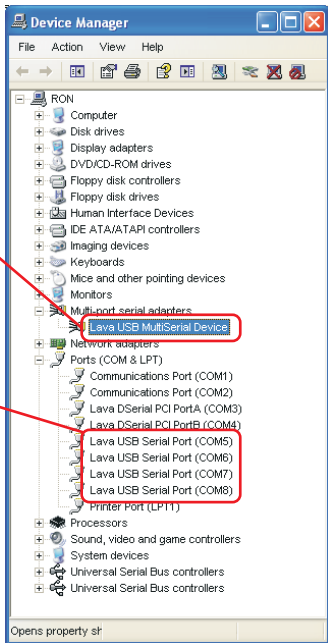 Device Manager
File Action View Help
RON
Computer
Disk drives
Display adapters
DVD/CD-ROM drives
Floppy disk controllers
Floppy disk drives
Human Interface Devices
IDE ATA/ATAPI controllers
Imaging devices
Keyboards
Mice and other pointing devices
Monitors
Multi-port serial adapters
Lava USB MultiSerial Device
Network adapters
Ports (COM & LPT)
Communications Port (COM1)
Communications Port (COM2)
Lava DSerial PCI PortA (COM3)
Lava DSerial PCI PortB (COM4)
Lava USB Serial Port (COM5)
Lava USB Serial Port (COM6)
Lava USB Serial Port (COM7)
Lava USB Serial Port (COM8)
Printer Port (LPT1)
Processors
Sound, video and game controllers
System devices
Universal Serial Bus controllers
Universal Serial Bus controllers
Opens property sh